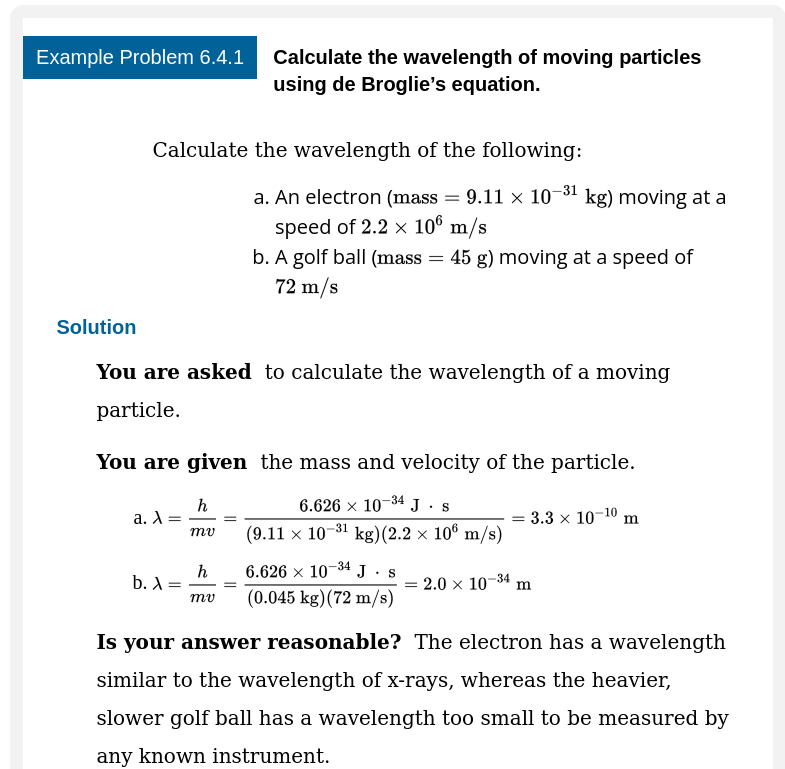 Example Problem 6.4.1 Calculate the wavelength of moving particles
using de Broglie’s equation.
Calculate the wavelength of the following:
a. An electron (mass = 9.11 × 10⁻³¹ kg) moving at a
speed of 2.2 × 10⁶ m/s
b. A golf ball (mass = 45 g) moving at a speed of
72 m/s
Solution
You are asked to calculate the wavelength of a moving
particle.
You are given the mass and velocity of the particle.
a. λ = h/mv = 6.626 × 10⁻³⁴ J · s/(9.11 × 10⁻³¹ kg)(2.2 × 10⁶ m/s) = 3.3 × 10⁻¹⁰ m
b. λ = h/mv = 6.626 × 10⁻³⁴ J · s/(0.045 kg)(72 m/s) = 2.0 × 10⁻³⁴ m
Is your answer reasonable? The electron has a wavelength
similar to the wavelength of x-rays, whereas the heavier,
slower golf ball has a wavelength too small to be measured by
any known instrument.